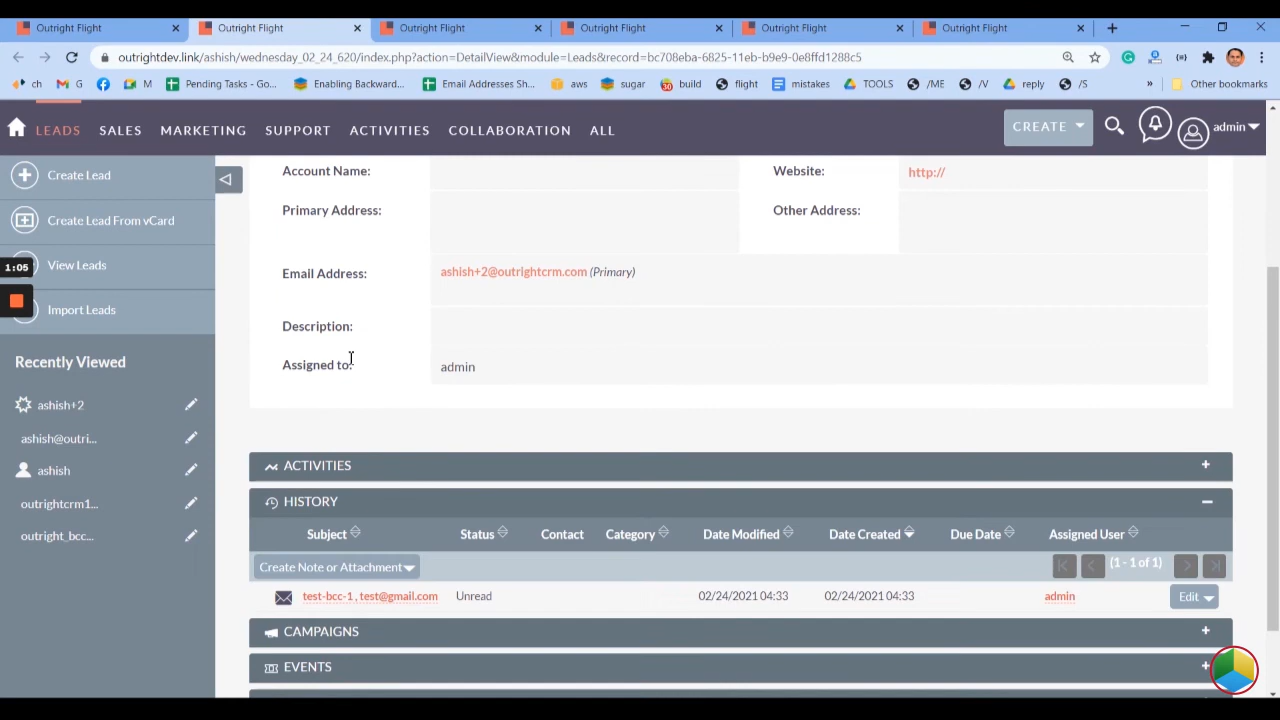 Outright Flight
Outright Flight
Outright Flight
Outright Flight
Outright Flight
Outright Flight
outrightdev.link/ashish/wednesday_02_24_620/index.php?action=DetailView&module=Leads&record=bc708eba-6825-11eb-b9e9-0e8ffd1288c5
ch
G
M
Pending Tasks - Go...
Enabling Backward...
Email Addresses Sh...
aws
sugar
build
flight
mistakes
TOOLS
/ME
/V
reply
/S
»
Other bookmarks
LEADS SALES MARKETING SUPPORT ACTIVITIES COLLABORATION ALL
CREATE
admin
Create Lead
Create Lead From vCard
View Leads
Import Leads
1:05
Recently Viewed
ashish+2
ashish@outri...
ashish
outrightcrm1...
outright_bcc...
Account Name:
Website: http://
Primary Address:
Other Address:
Email Address: ashish+2@outrightcrm.com (Primary)
Description:
Assigned to: admin
ACTIVITIES
HISTORY
Subject Status Contact Category Date Modified Date Created Due Date Assigned User
Create Note or Attachment
(1 - 1 of 1)
test-bcc-1 , test@gmail.com Unread 02/24/2021 04:33 02/24/2021 04:33 admin Edit
CAMPAIGNS
EVENTS